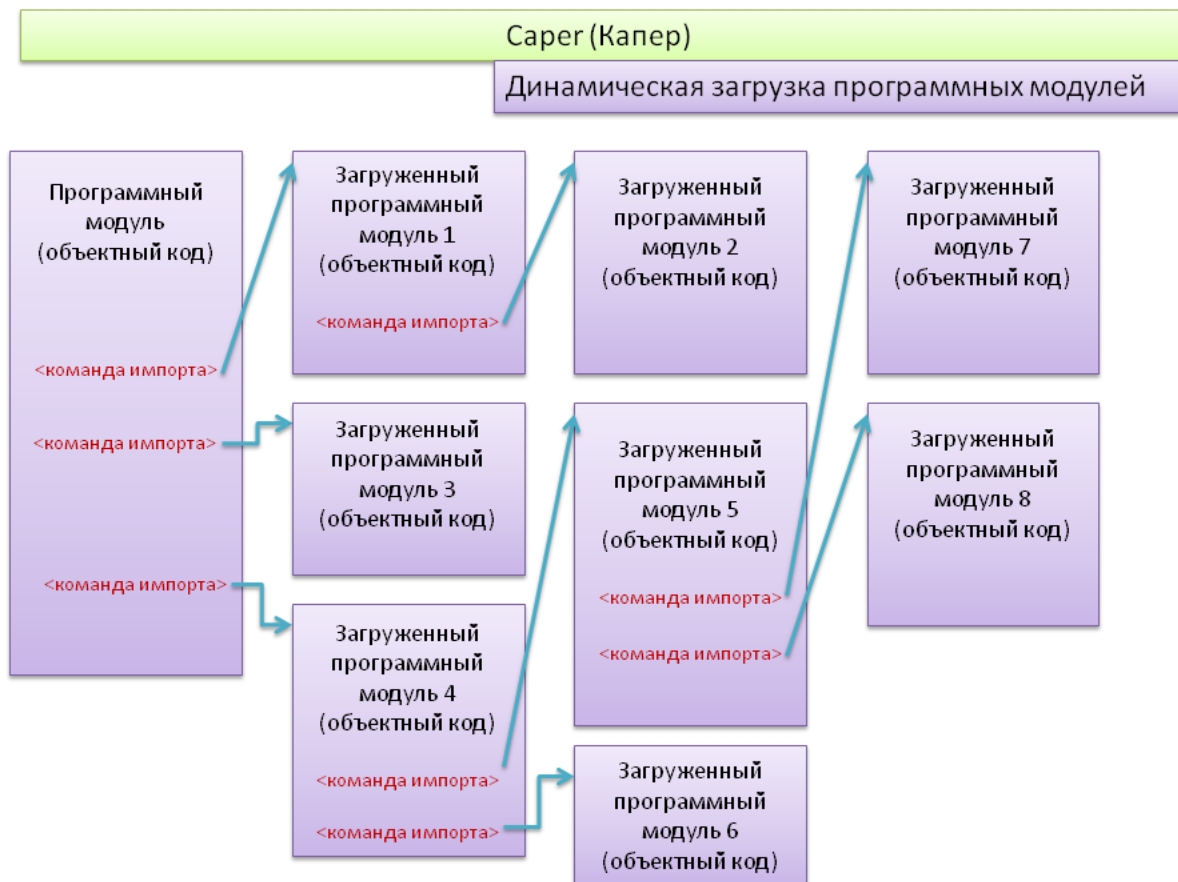 Caper (Капер)
Динамическая загрузка программных модулей
Программный
модуль
(объектный код)
<команда импорта>
<команда импорта>
<команда импорта>
Загруженный
программный
модуль 1
(объектный код)
<команда импорта>
Загруженный
программный
модуль 3
(объектный код)
Загруженный
программный
модуль 4
(объектный код)
<команда импорта>
<команда импорта>
Загруженный
программный
модуль 2
(объектный код)
Загруженный
программный
модуль 5
(объектный код)
<команда импорта>
<команда импорта>
Загруженный
программный
модуль 6
(объектный код)
Загруженный
программный
модуль 7
(объектный код)
Загруженный
программный
модуль 8
(объектный код)